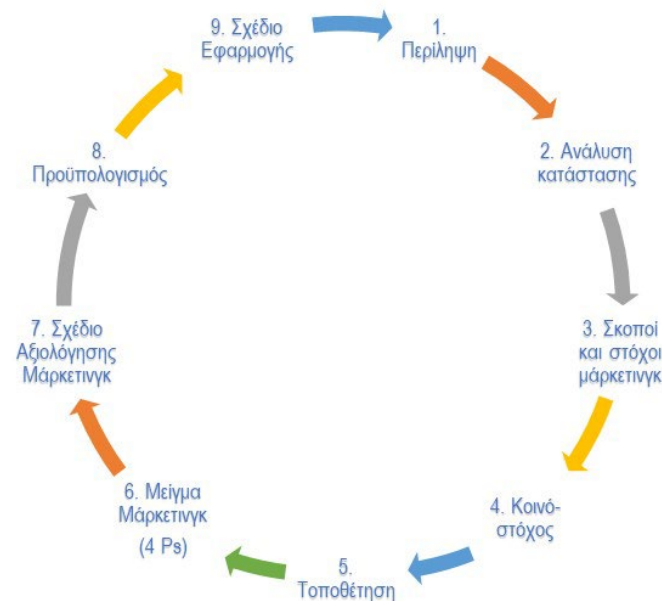 1.
Περίληψη
2. Ανάλυση
κατάστασης
3. Σκοποί
και στόχοι
μάρκετινγκ
4. Κοινό-
στόχος
5.
Τοποθέτηση
6. Μείγμα
Μάρκετινγκ
(4 Ps)
7. Σχέδιο
Αξιολόγησης
Μάρκετινγκ
8.
Προϋπολογισμός
9. Σχέδιο
Εφαρμογής